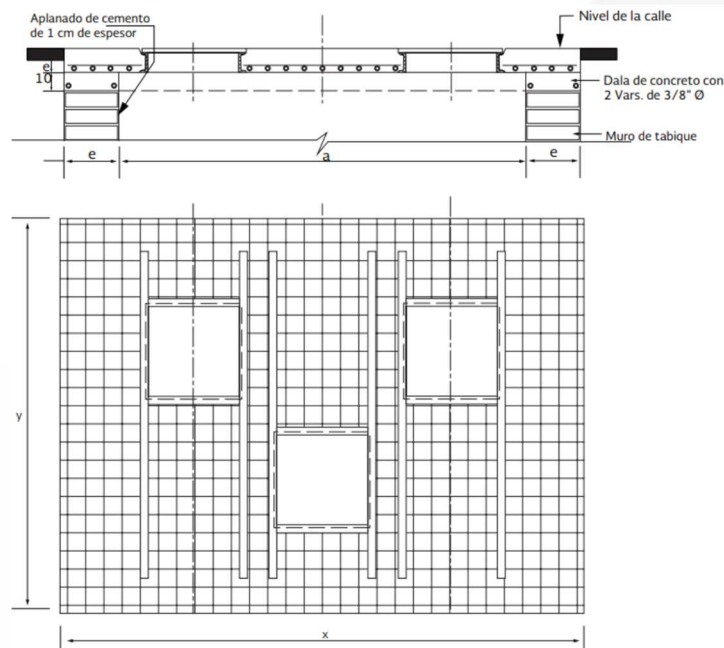 Aplanado de cemento
de 1 cm de espesor
Nivel de la calle
e
10
Dala de concreto con
2 Vars. de 3/8" Ø
Muro de tabique
e
a
e
y
x